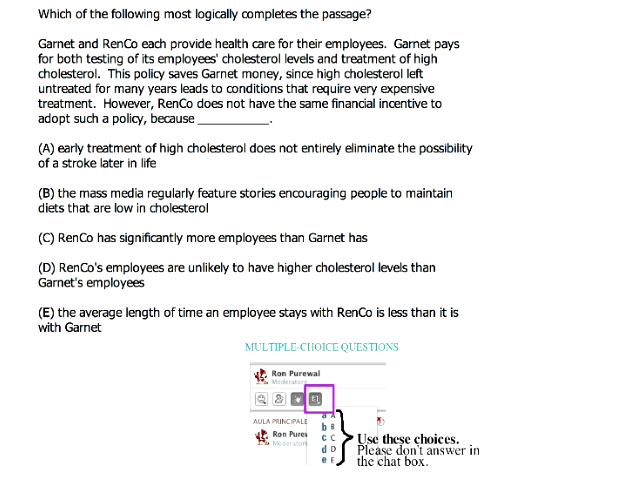 Which of the following most logically completes the passage?
Garnet and RenCo each provide health care for their employees. Garnet pays
for both testing of its employees' cholesterol levels and treatment of high
cholesterol. This policy saves Garnet money, since high cholesterol left
untreated for many years leads to conditions that require very expensive
treatment. However, RenCo does not have the same financial incentive to
adopt such a policy, because ___________.
(A) early treatment of high cholesterol does not entirely eliminate the possibility
of a stroke later in life
(B) the mass media regularly feature stories encouraging people to maintain
diets that are low in cholesterol
(C) RenCo has significantly more employees than Garnet has
(D) RenCo's employees are unlikely to have higher cholesterol levels than
Garnet's employees
(E) the average length of time an employee stays with RenCo is less than it is
with Garnet
MULTIPLE-CHOICE QUESTIONS
Ron Purewal
Moderators
AULA PRINCIPALE
Ron Purew
Moderators
a A
b B
c C
d D
e E
Use these choices.
Please don't answer in
the chat box.